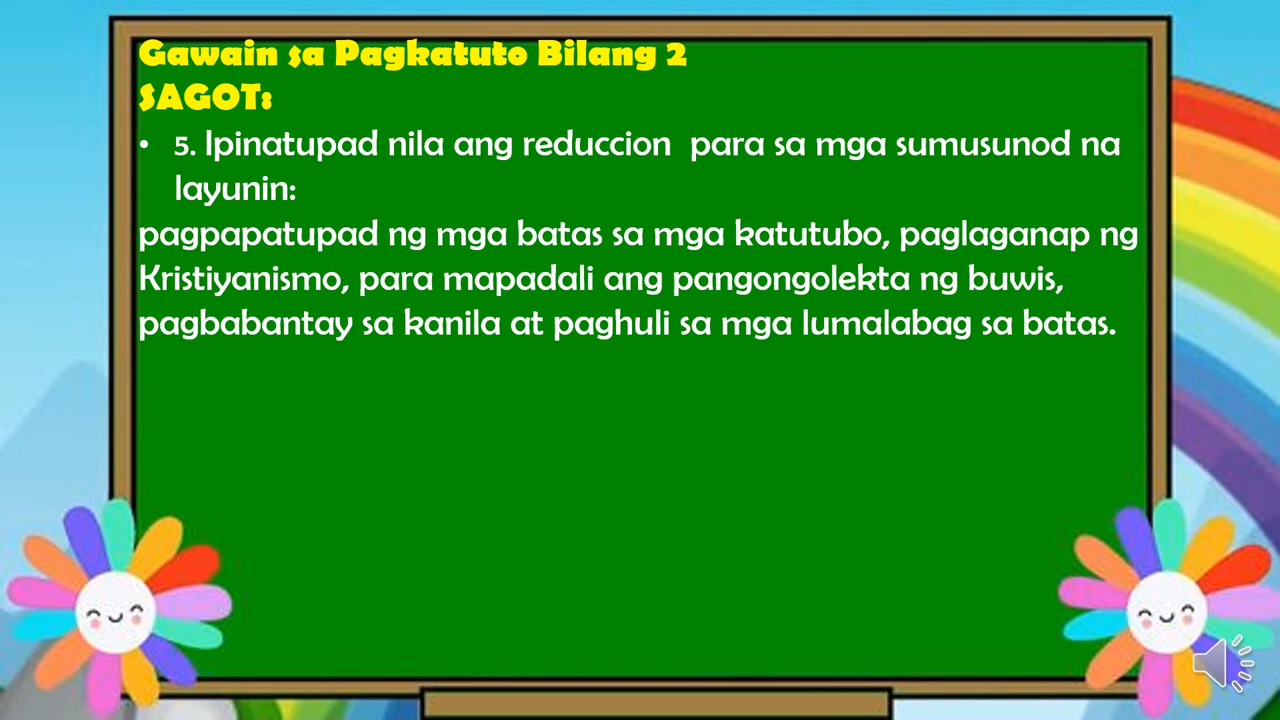 Gawain sa Pagkatuto Bilang 2
SAGOT:
• 5. Ipinatupad nila ang reduccion  para sa mga sumusunod na
layunin:
pagpapatupad ng mga batas sa mga katutubo, paglaganap ng
Kristiyanismo, para mapadali ang pangongolekta ng buwis,
pagbabantay sa kanila at paghuli sa mga lumalabag sa batas.